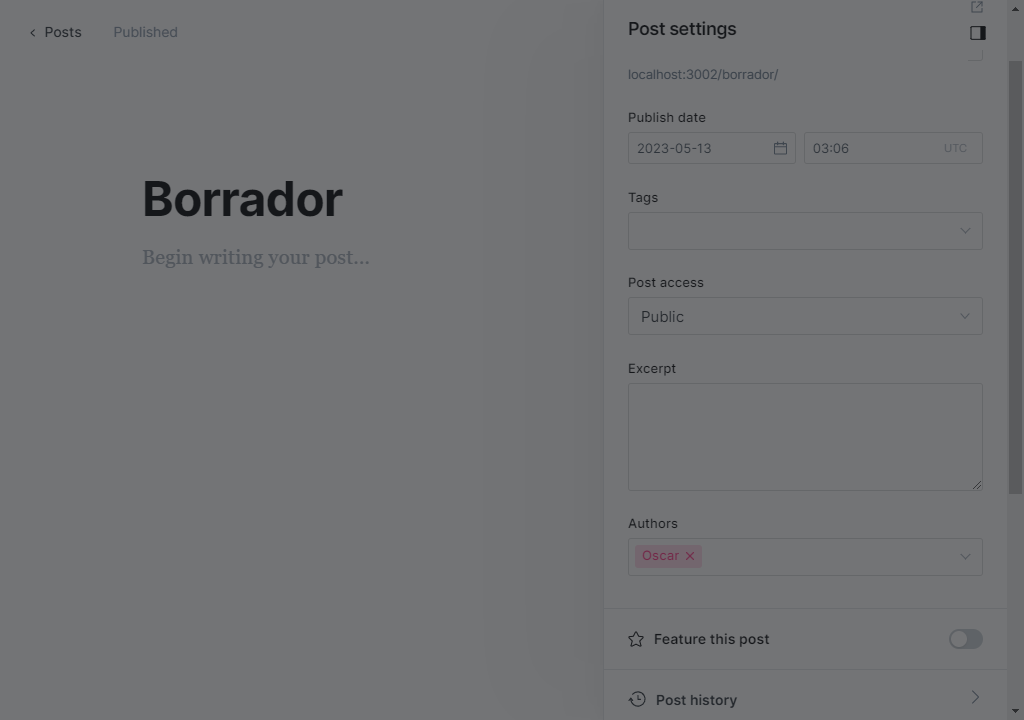 Posts
Published
Borrador
Begin writing your post...
Post settings
localhost:3002/borrador/
Publish date
2023-05-13
03:06
UTC
Tags
Post access
Public
Excerpt
Authors
Oscar
Feature this post
Post history